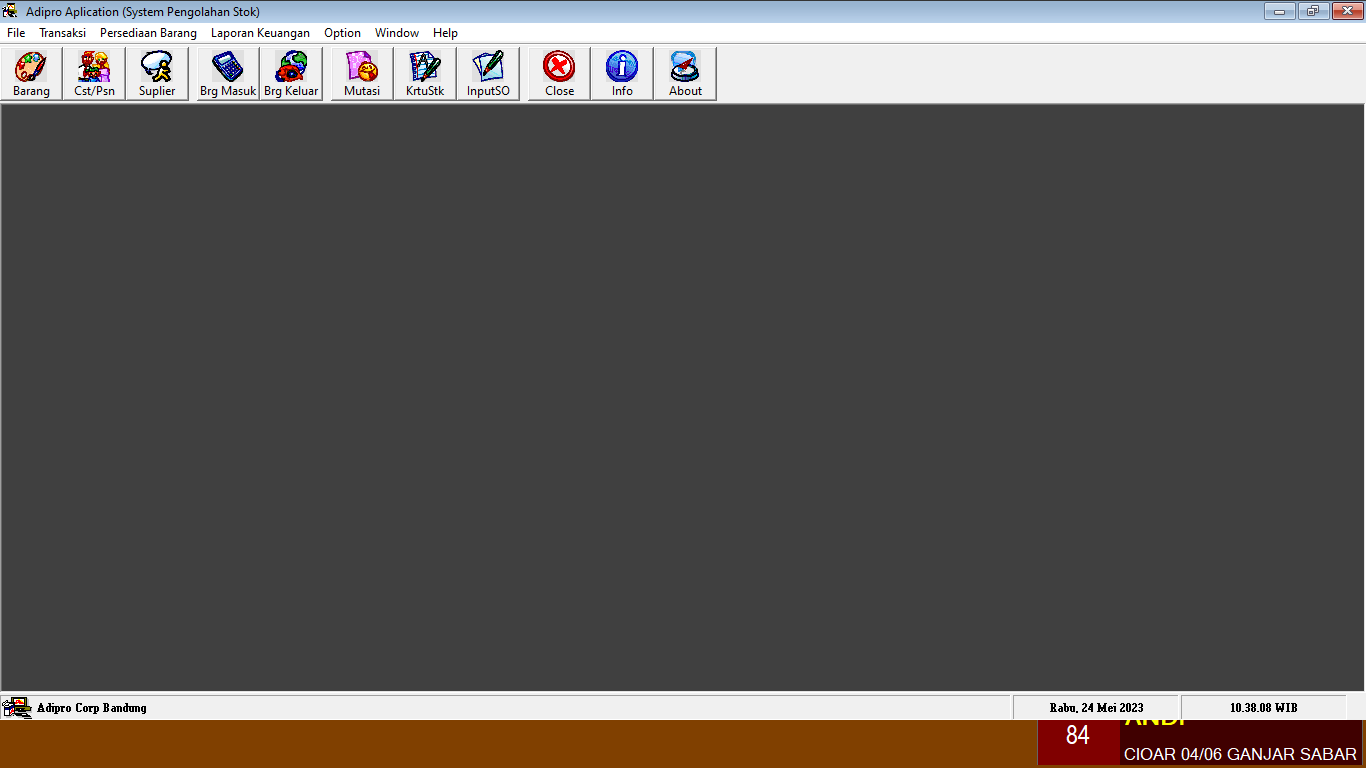 Adipro Aplication (System Pengolahan Stok)
File Transaksi Persediaan Barang Laporan Keuangan Option Window Help
Barang Cst/Psn Suplier Brg Masuk Brg Keluar Mutasi KrtuStk InputSO Close Info About
Adipro Corp Bandung Rabu, 24 Mei 2023 10.38.08 WIB
84
CIOAR 04/06 GANJAR SABAR